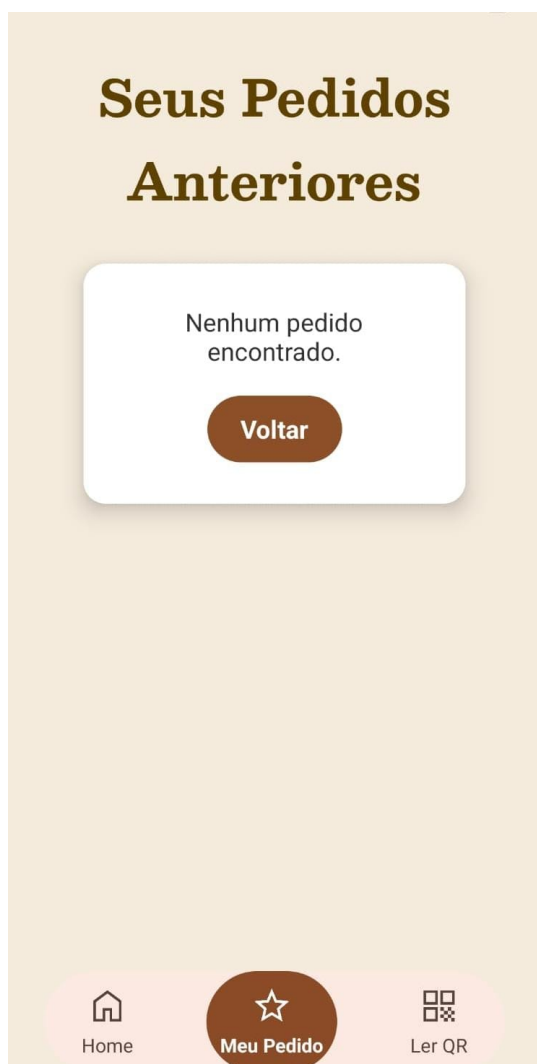 Seus Pedidos
Anteriores
Nenhum pedido
encontrado.
Voltar
Home
Meu Pedido
Ler QR